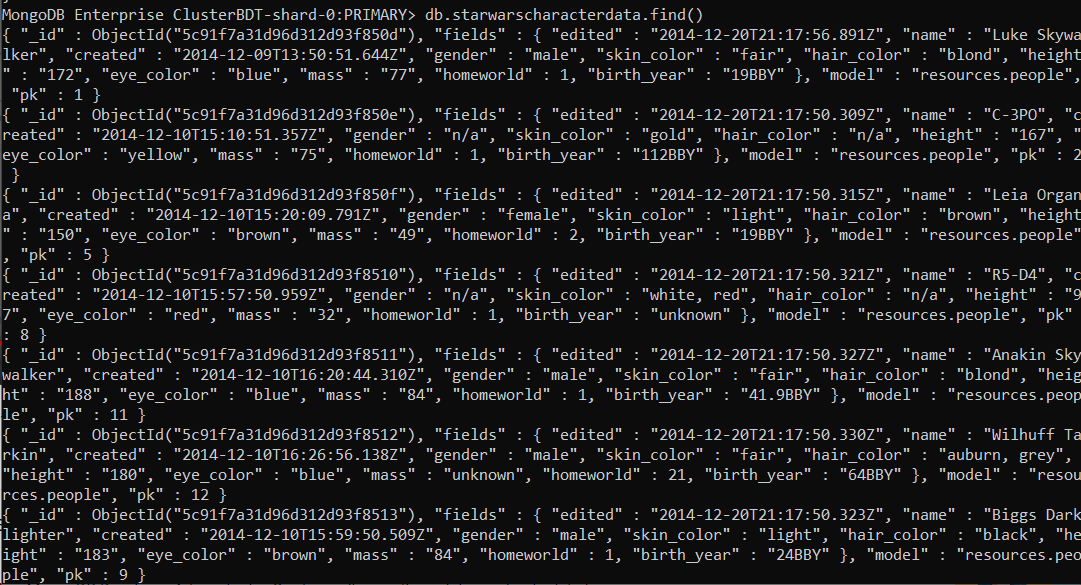 MongoDB Enterprise ClusterBDT-shard-0:PRIMARY> db.starwarscharacterdata.find()
{ "_id" : ObjectId("5c91f7a31d96d312d93f850d"), "fields" : { "edited" : "2014-12-20T21:17:56.891Z", "name" : "Luke Skywa
lker", "created" : "2014-12-09T13:50:51.644Z", "gender" : "male", "skin_color" : "fair", "hair_color" : "blond", "height
" : "172", "eye_color" : "blue", "mass" : "77", "homeworld" : 1, "birth_year" : "19BBY" }, "model" : "resources.people",
"pk" : 1 }
{ "_id" : ObjectId("5c91f7a31d96d312d93f850e"), "fields" : { "edited" : "2014-12-20T21:17:50.309Z", "name" : "C-3PO", "c
reated" : "2014-12-10T15:10:51.357Z", "gender" : "n/a", "skin_color" : "gold", "hair_color" : "n/a", "height" : "167", "
eye_color" : "yellow", "mass" : "75", "homeworld" : 1, "birth_year" : "112BBY" }, "model" : "resources.people", "pk" : 2
}
{ "_id" : ObjectId("5c91f7a31d96d312d93f850f"), "fields" : { "edited" : "2014-12-20T21:17:50.315Z", "name" : "Leia Organ
a", "created" : "2014-12-10T15:20:09.791Z", "gender" : "female", "skin_color" : "light", "hair_color" : "brown", "height
" : "150", "eye_color" : "brown", "mass" : "49", "homeworld" : 2, "birth_year" : "19BBY" }, "model" : "resources.people"
, "pk" : 5 }
{ "_id" : ObjectId("5c91f7a31d96d312d93f8510"), "fields" : { "edited" : "2014-12-20T21:17:50.321Z", "name" : "R5-D4", "c
reated" : "2014-12-10T15:57:50.959Z", "gender" : "n/a", "skin_color" : "white, red", "hair_color" : "n/a", "height" : "9
7", "eye_color" : "red", "mass" : "32", "homeworld" : 1, "birth_year" : "unknown" }, "model" : "resources.people", "pk"
: 8 }
{ "_id" : ObjectId("5c91f7a31d96d312d93f8511"), "fields" : { "edited" : "2014-12-20T21:17:50.327Z", "name" : "Anakin Sky
walker", "created" : "2014-12-10T16:20:44.310Z", "gender" : "male", "skin_color" : "fair", "hair_color" : "blond", "heig
ht" : "188", "eye_color" : "blue", "mass" : "84", "homeworld" : 1, "birth_year" : "41.9BBY" }, "model" : "resources.peop
le", "pk" : 11 }
{ "_id" : ObjectId("5c91f7a31d96d312d93f8512"), "fields" : { "edited" : "2014-12-20T21:17:50.330Z", "name" : "Wilhuff Ta
rkin", "created" : "2014-12-10T16:26:56.138Z", "gender" : "male", "skin_color" : "fair", "hair_color" : "auburn, grey",
"height" : "180", "eye_color" : "blue", "mass" : "unknown", "homeworld" : 21, "birth_year" : "64BBY" }, "model" : "resou
rces.people", "pk" : 12 }
{ "_id" : ObjectId("5c91f7a31d96d312d93f8513"), "fields" : { "edited" : "2014-12-20T21:17:50.323Z", "name" : "Biggs Dark
lighter", "created" : "2014-12-10T15:59:50.509Z", "gender" : "male", "skin_color" : "light", "hair_color" : "black", "he
ight" : "183", "eye_color" : "brown", "mass" : "84", "homeworld" : 1, "birth_year" : "24BBY" }, "model" : "resources.peo
ple", "pk" : 9 }